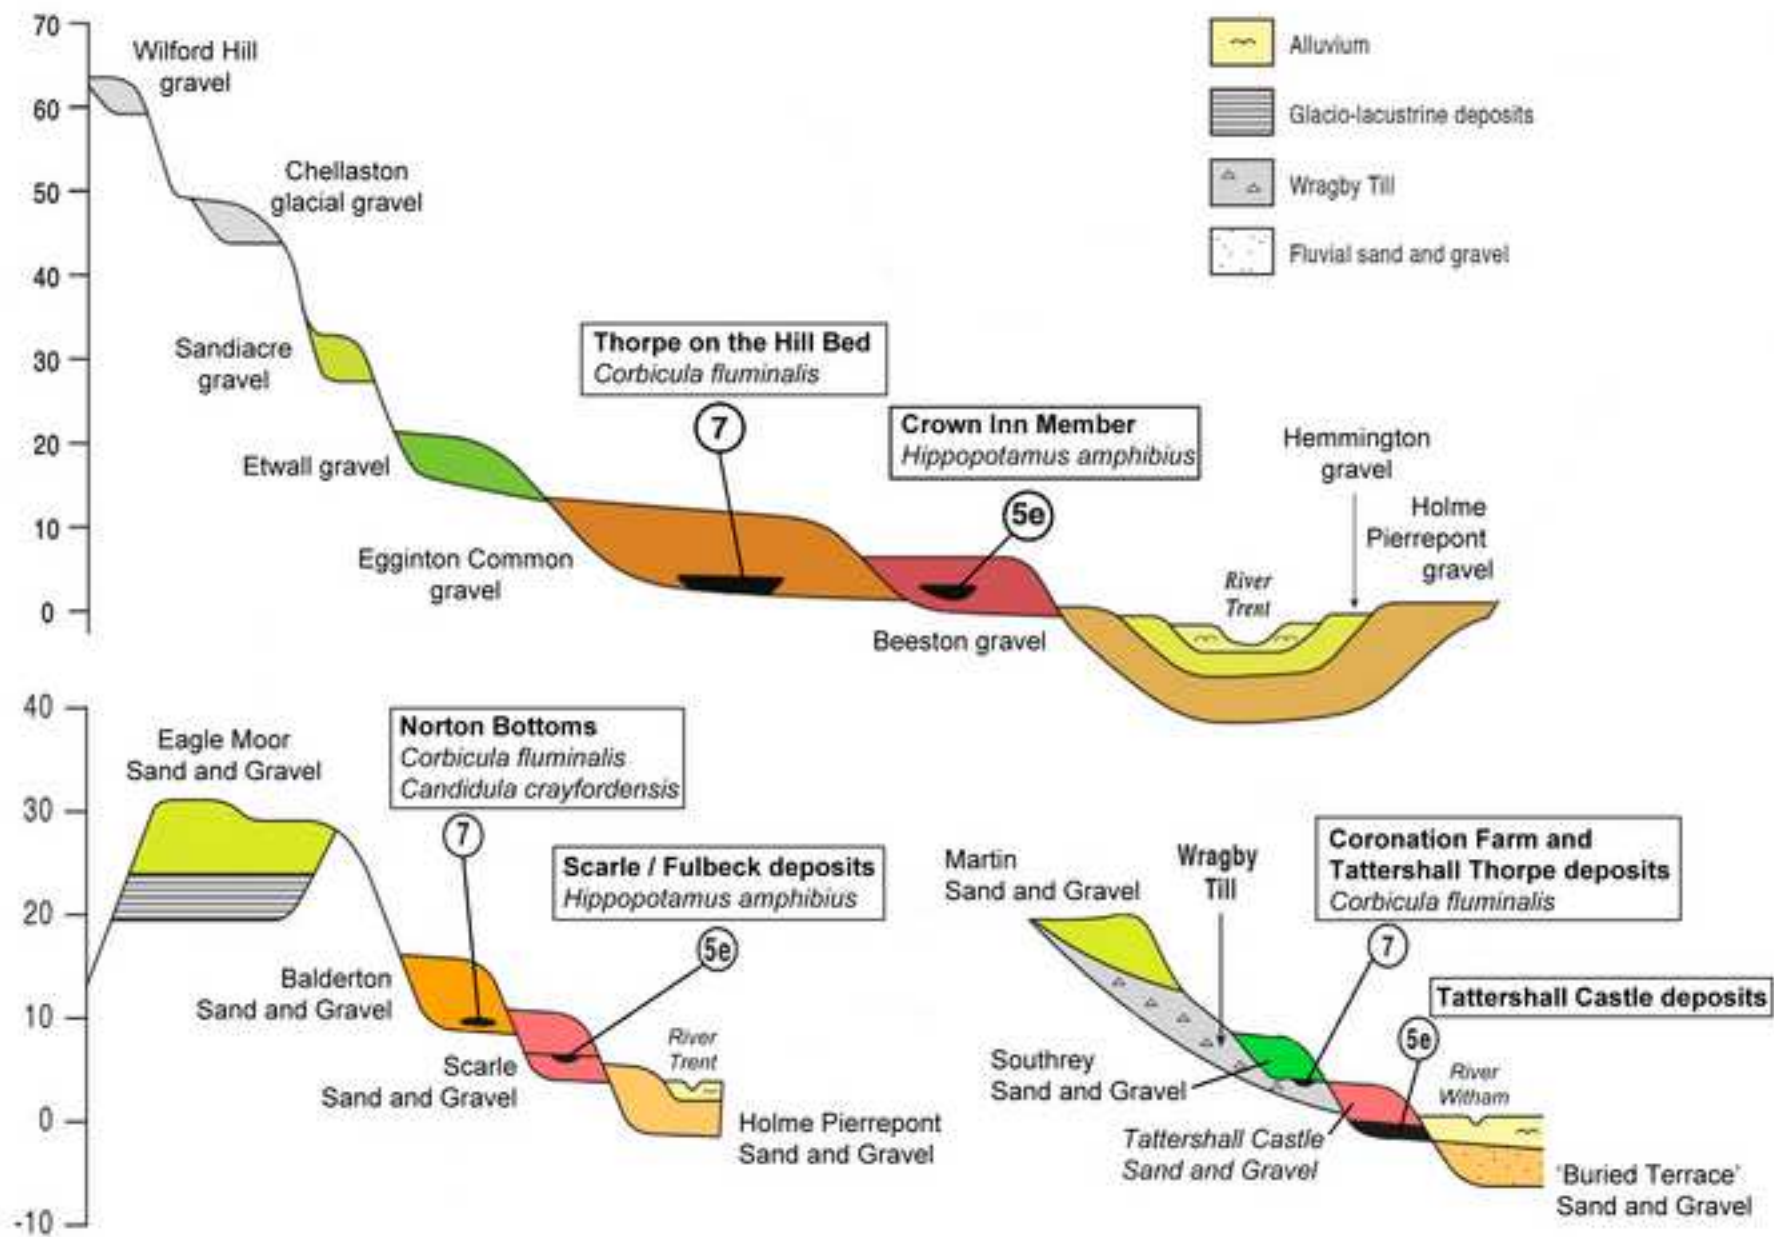 70
60
50
40
30
20
10
0
Wilford Hill
gravel
Chellaston
glacial gravel
Sandiacre
gravel
Etwall gravel
Egginton Common
gravel
Thorpe on the Hill Bed
Corbicula fluminalis
7
Crown Inn Member
Hippopotamus amphibius
5e
Beeston gravel
Hemmington
gravel
Holme
Pierrepont
gravel
River
Trent
Alluvium
Glacio-lacustrine deposits
Wragby Till
Fluvial sand and gravel
40
30
20
10
0
-10
Eagle Moor
Sand and Gravel
Norton Bottoms
Corbicula fluminalis
Candidula crayfordensis
7
Scarle / Fulbeck deposits
Hippopotamus amphibius
5e
Balderton
Sand and Gravel
Scarle
Sand and Gravel
River
Trent
Holme Pierrepont
Sand and Gravel
Martin
Sand and Gravel
Wragby
Till
Coronation Farm and
Tattershall Thorpe deposits
Corbicula fluminalis
7
Tattershall Castle deposits
5e
Southrey
Sand and Gravel
River
Witham
Tattershall Castle
Sand and Gravel
'Buried Terrace'
Sand and Gravel